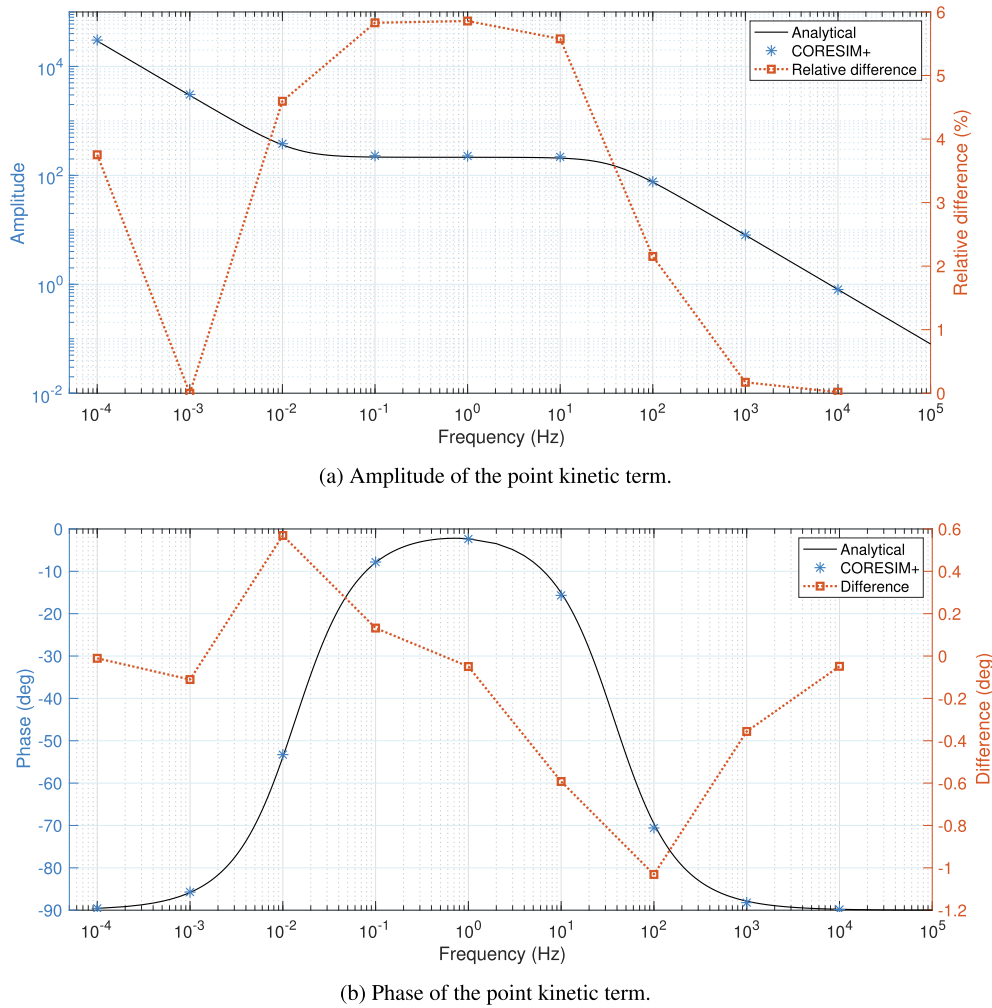 Analytical
CORESIM+
Relative difference
Amplitude
10^4
10^2
10^0
10^-2
6
5
4
3
2
1
0
Relative difference (%)
10^-4 10^-3 10^-2 10^-1 10^0 10^1 10^2 10^3 10^4 10^5
Frequency (Hz)
(a) Amplitude of the point kinetic term.
Analytical
CORESIM+
Difference
Phase (deg)
0
-10
-20
-30
-40
-50
-60
-70
-80
-90
0.6
0.4
0.2
0
-0.2
-0.4
-0.6
-0.8
-1
-1.2
Difference (deg)
10^-4 10^-3 10^-2 10^-1 10^0 10^1 10^2 10^3 10^4 10^5
Frequency (Hz)
(b) Phase of the point kinetic term.